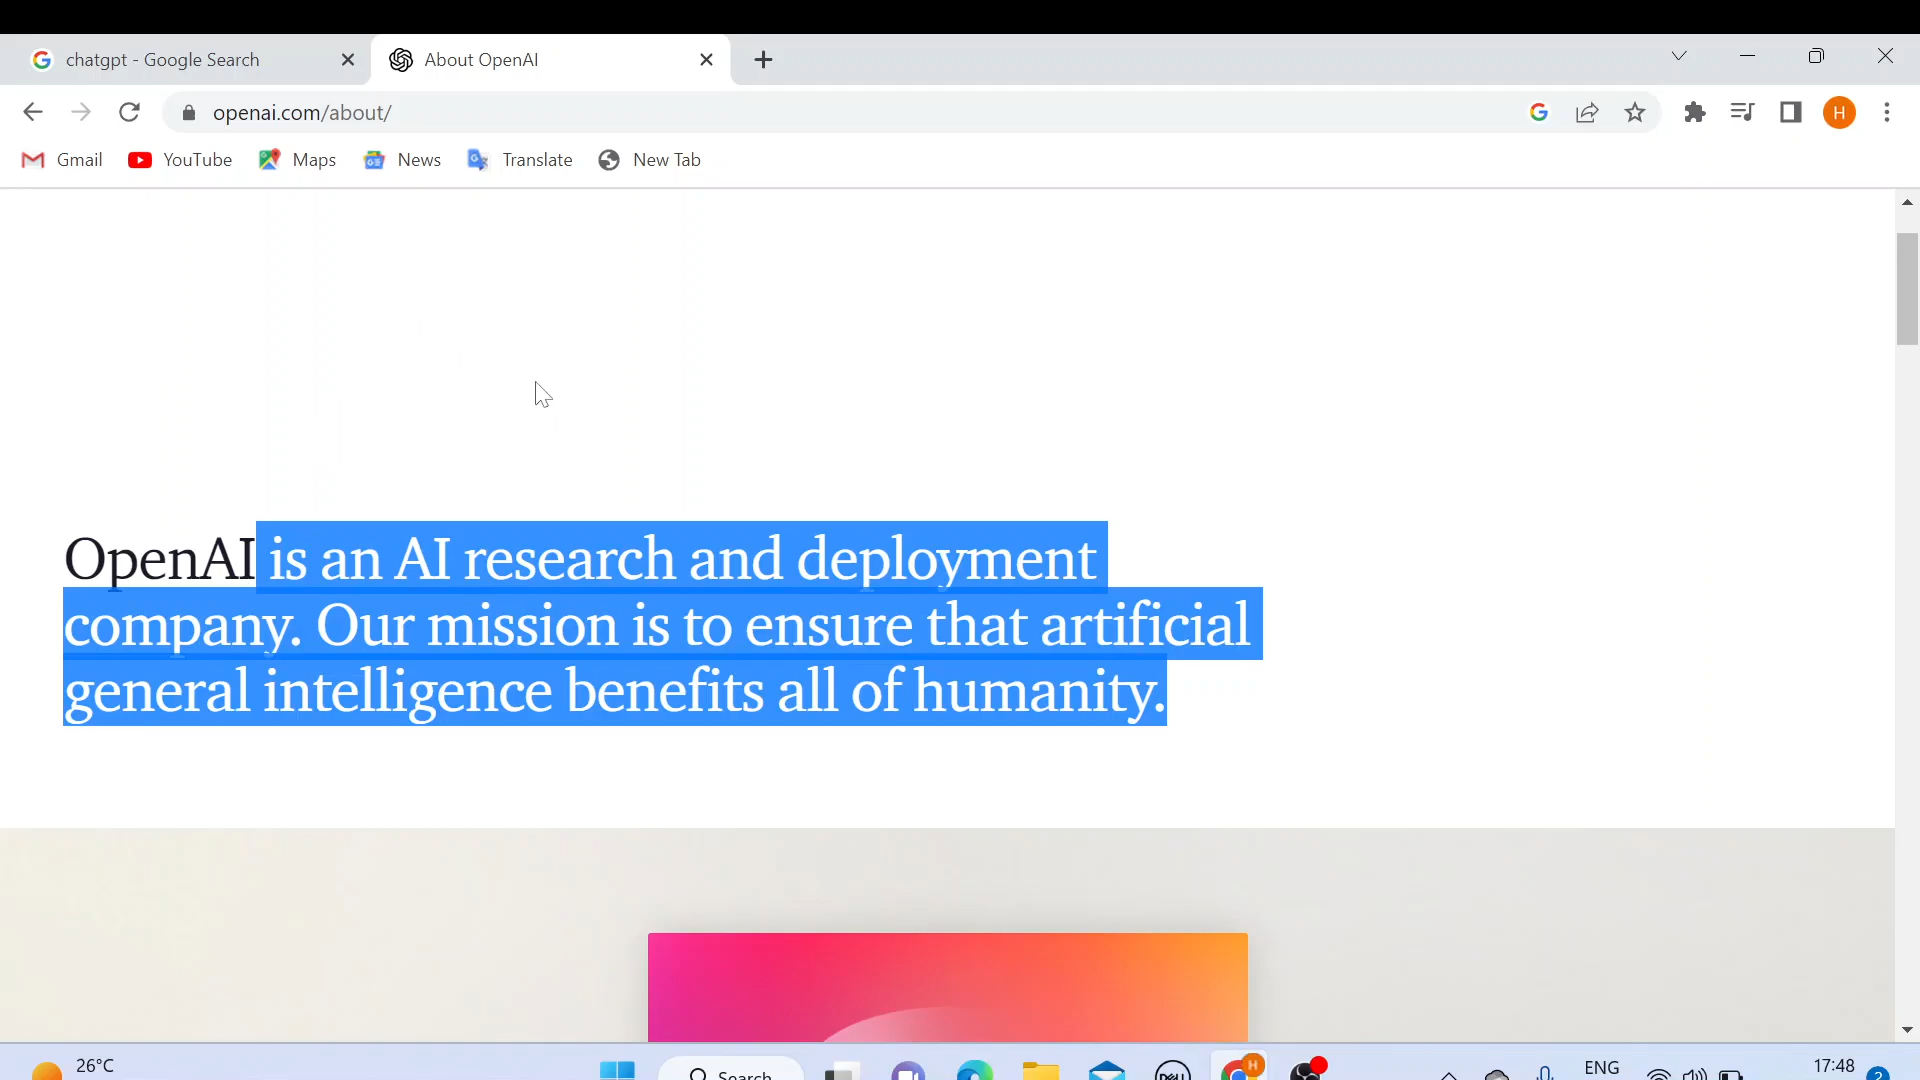 chatgpt - Google Search
About OpenAI
openai.com/about/
H
Gmail
YouTube
Maps
News
Translate
New Tab
OpenAI is an AI research and deployment
company. Our mission is to ensure that artificial
general intelligence benefits all of humanity.
26°C
Search
DELL
H
ENG
17:48
2